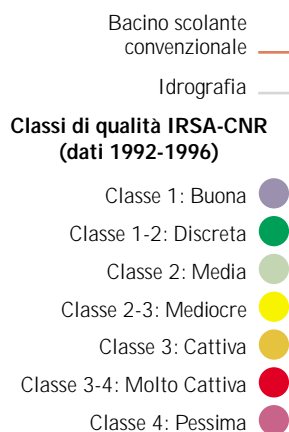 Bacino scolante
convenzionale
Idrografia
Classi di qualità IRSA-CNR
(dati 1992-1996)
Classe 1: Buona
Classe 1-2: Discreta
Classe 2: Media
Classe 2-3: Mediocre
Classe 3: Cattiva
Classe 3-4: Molto Cattiva
Classe 4: Pessima